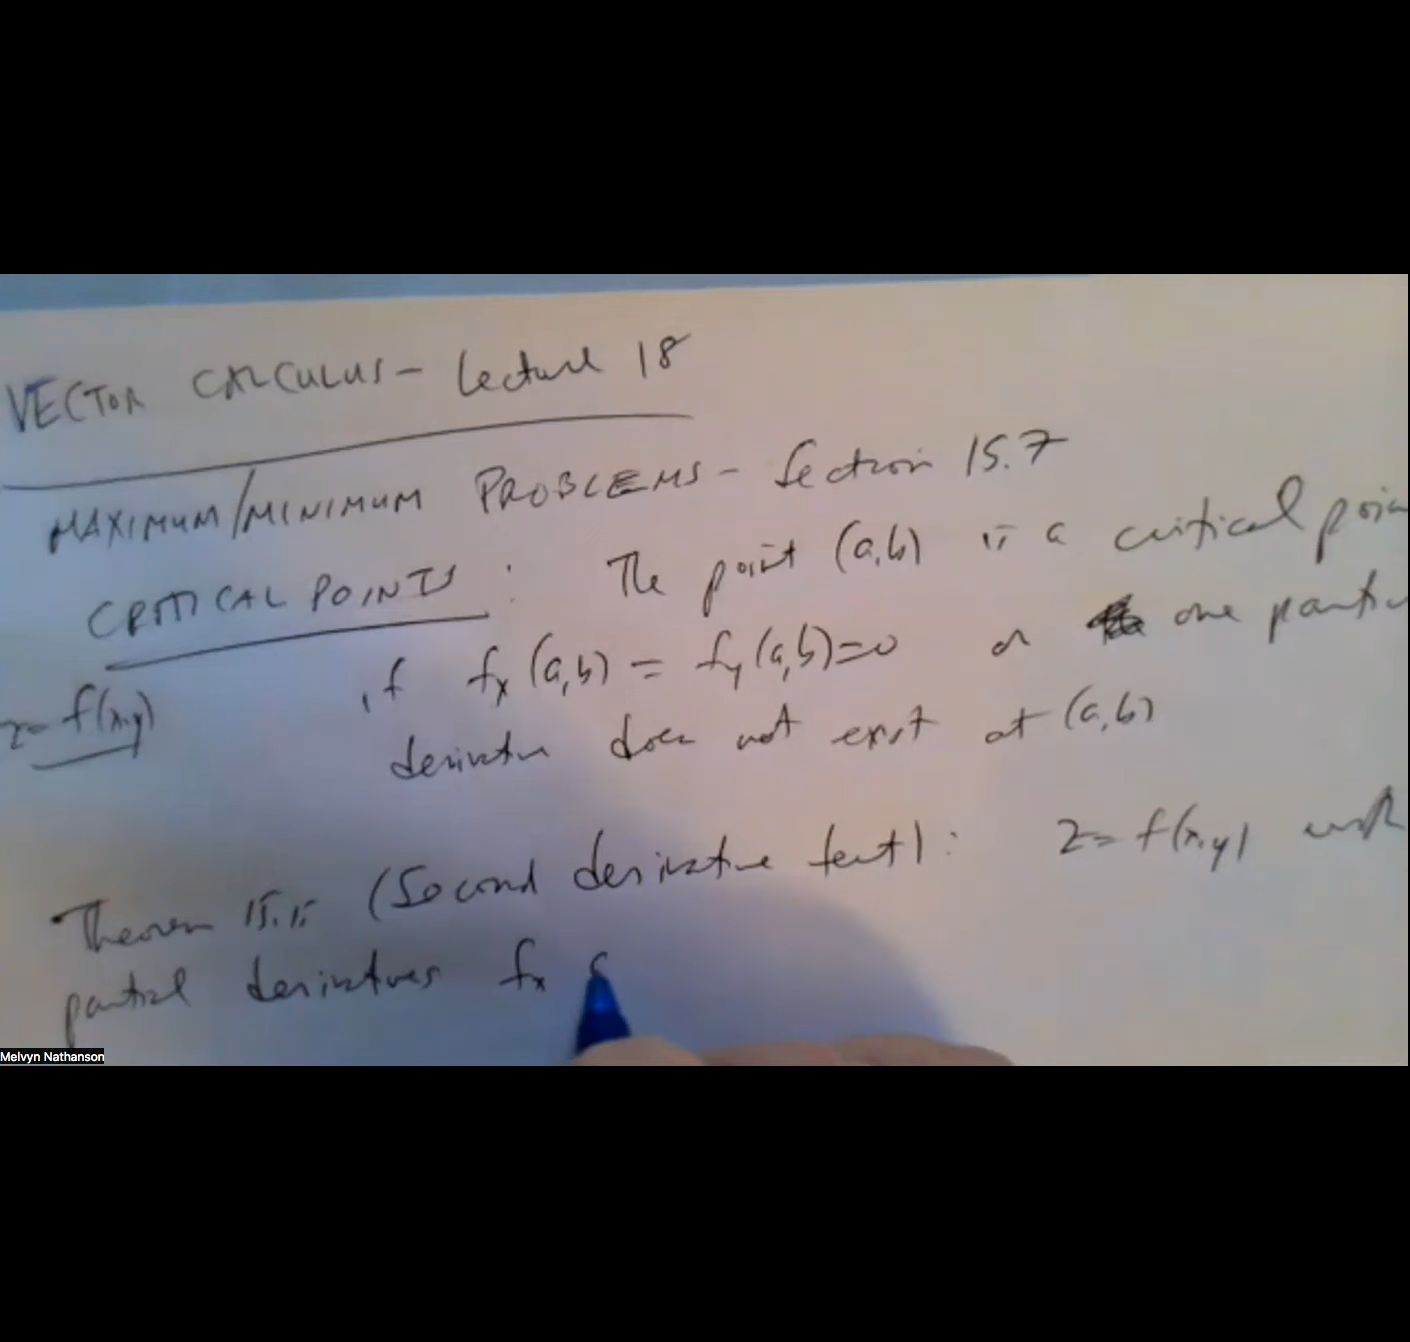 VECTOR CALCULUS - Lecture 18
MAXIMUM/MINIMUM PROBLEMS - Section 15.7
CRITICAL POINTS : The point (a,b) is a critical poin
z = f(x,y) if fx (a,b) = fy (a,b) = 0 or one partic
derivative does not exist at (a,b)
Theorem 15.15 (Second derivative test): z = f(x,y) with
partial derivatives fx
Melvyn Nathanson